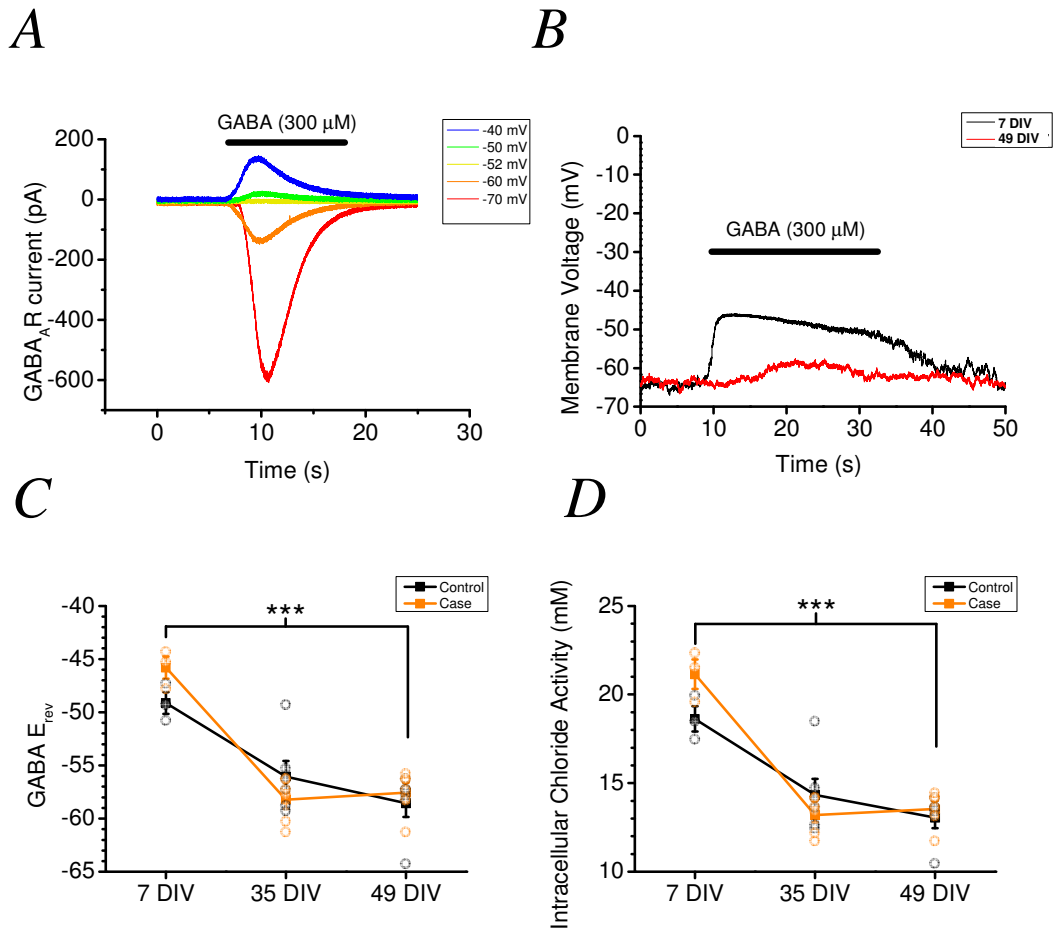 A
GABA (300 μM)
-40 mV
-50 mV
-52 mV
-60 mV
-70 mV
200
0
-200
-400
-600
GABA_AR current (pA)
0
10
20
30
Time (s)
B
7 DIV
49 DIV
GABA (300 μM)
0
-10
-20
-30
-40
-50
-60
-70
Membrane Voltage (mV)
0
10
20
30
40
50
Time (s)
C
Control
Case
***
-40
-45
-50
-55
-60
-65
GABA E_rev
7 DIV
35 DIV
49 DIV
D
Control
Case
***
25
20
15
10
Intracellular Chloride Activity (mM)
7 DIV
35 DIV
49 DIV